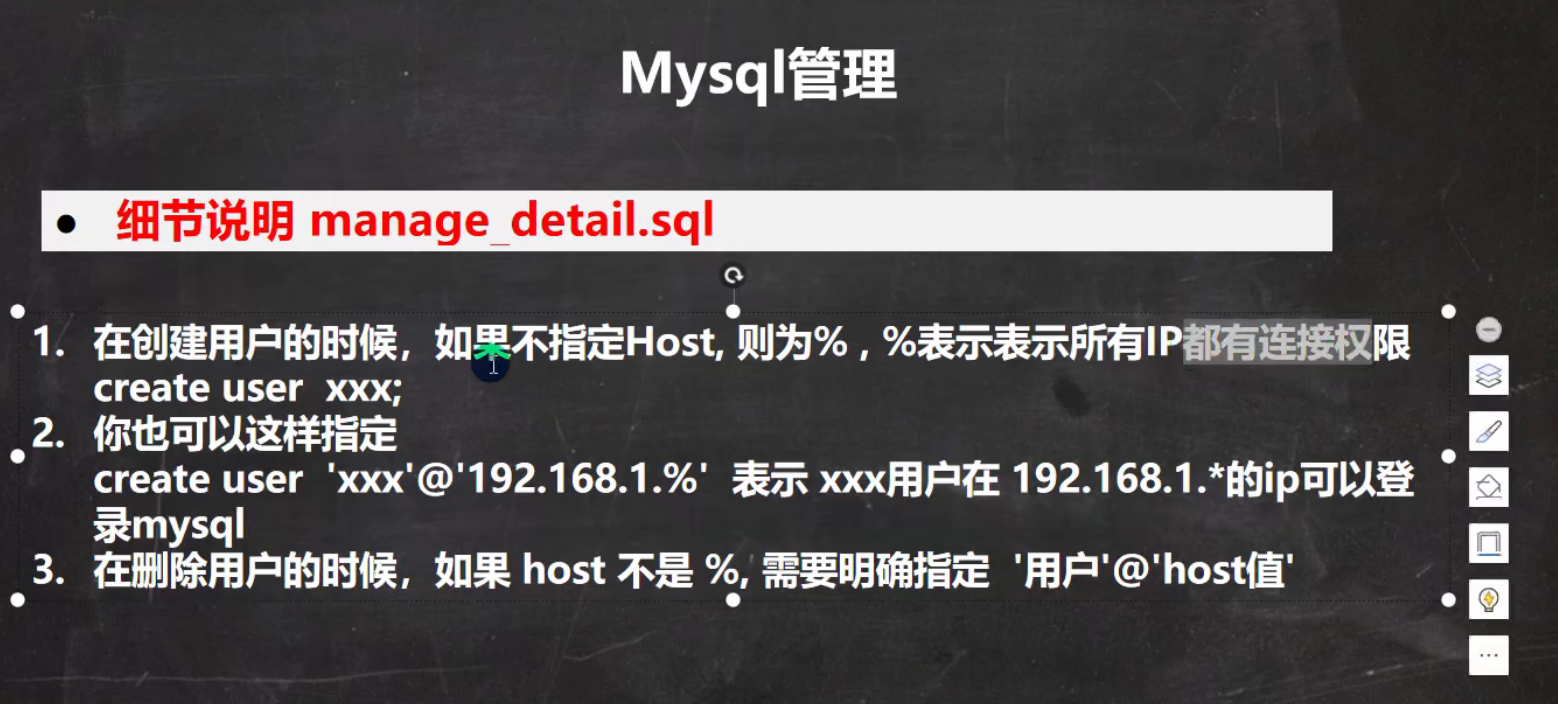 Mysql管理
● 细节说明 manage_detail.sql
1. 在创建用户的时候，如果不指定Host, 则为% , %表示表示所有IP都有连接权限
create user xxx;
2. 你也可以这样指定
create user 'xxx'@'192.168.1.%' 表示 xxx用户在 192.168.1.*的ip可以登
录mysql
3. 在删除用户的时候，如果 host 不是 %, 需要明确指定 '用户'@'host值'